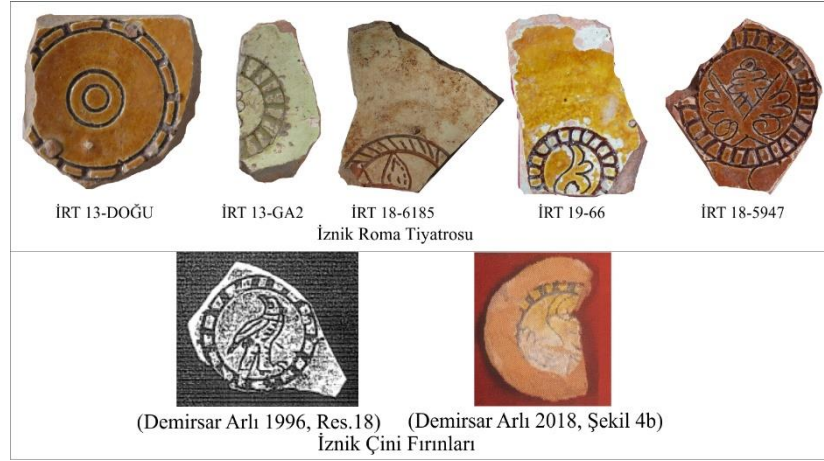 İRT 13-DOĞU İRT 13-GA2 İRT 18-6185 İRT 19-66 İRT 18-5947
İznik Roma Tiyatrosu
(Demirsar Arlı 1996, Res.18) (Demirsar Arlı 2018, Şekil 4b)
İznik Çini Fırınları